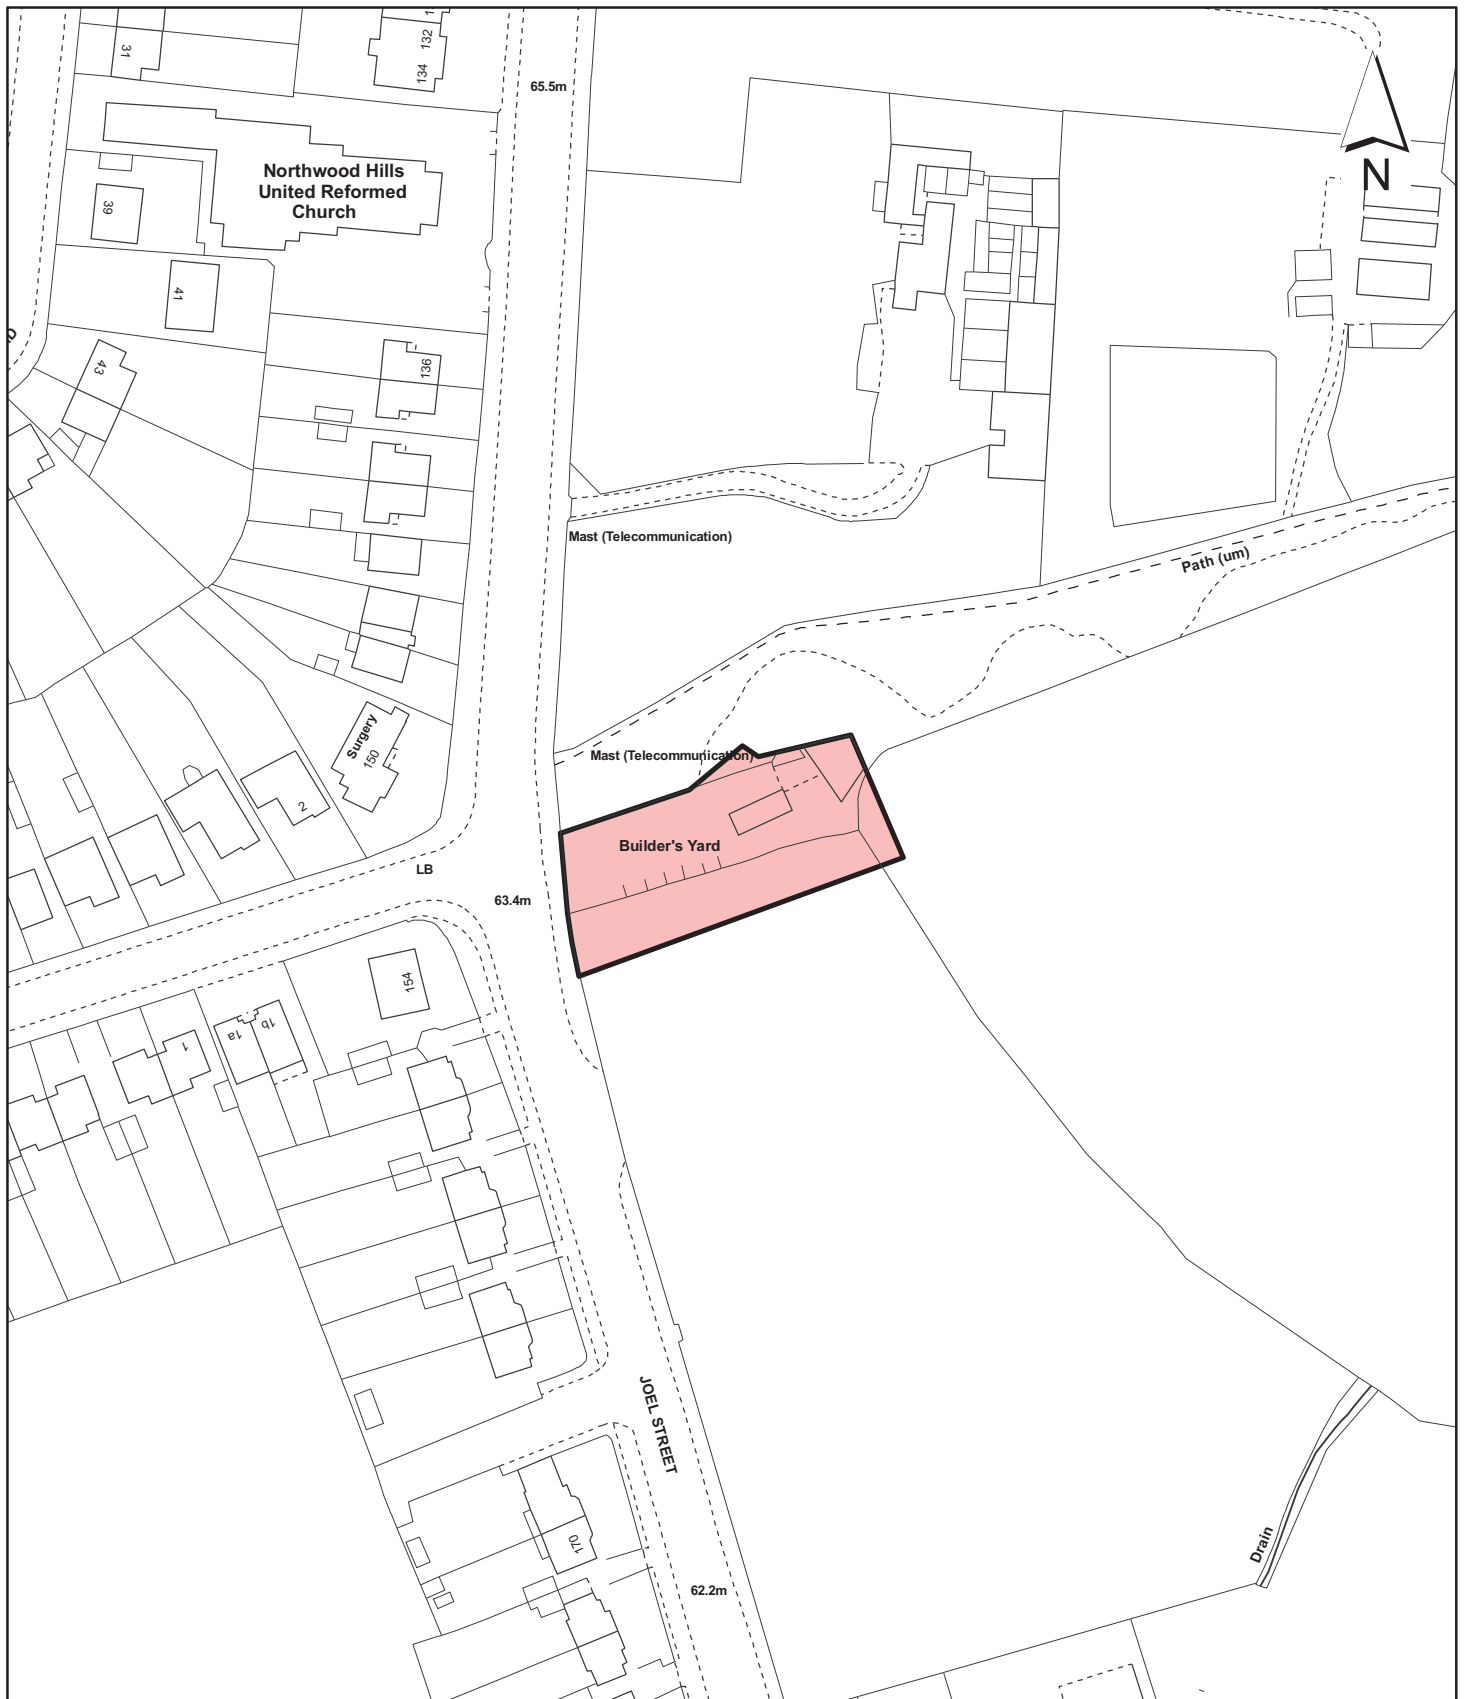 31
132
134
65.5m
N
Northwood Hills
United Reformed
Church
39
41
43
136
Mast (Telecommunication)
Path (um)
Surgery
150
Mast (Telecommunication)
2
Builder's Yard
LB
63.4m
154
1
1a
1b
JOEL STREET
170
Drain
62.2m